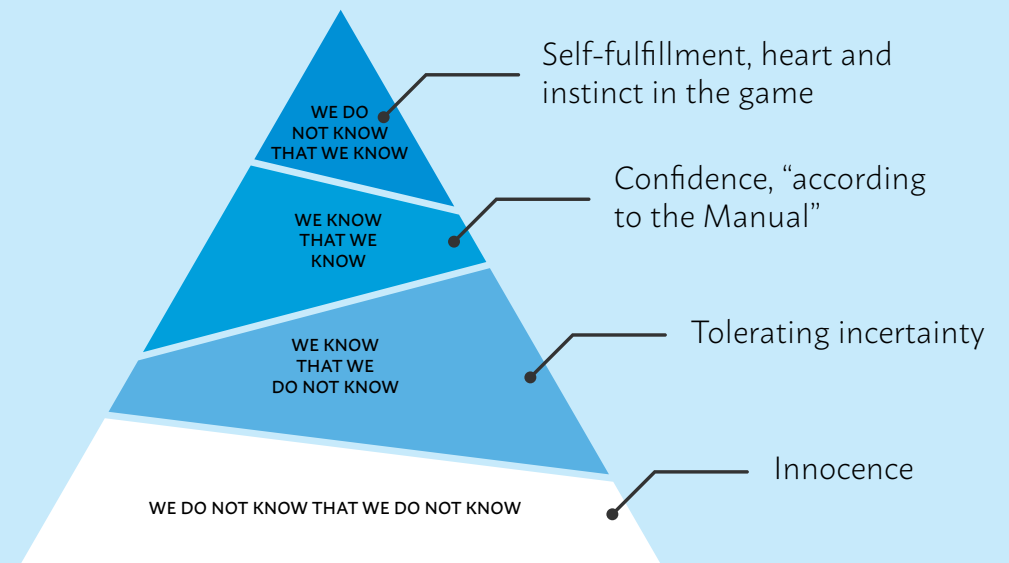 Self-fulfillment, heart and
instinct in the game
WE DO
NOT KNOW
THAT WE KNOW
Confidence, “according
to the Manual”
WE KNOW
THAT WE
KNOW
Tolerating incertainty
WE KNOW
THAT WE
DO NOT KNOW
Innocence
WE DO NOT KNOW THAT WE DO NOT KNOW